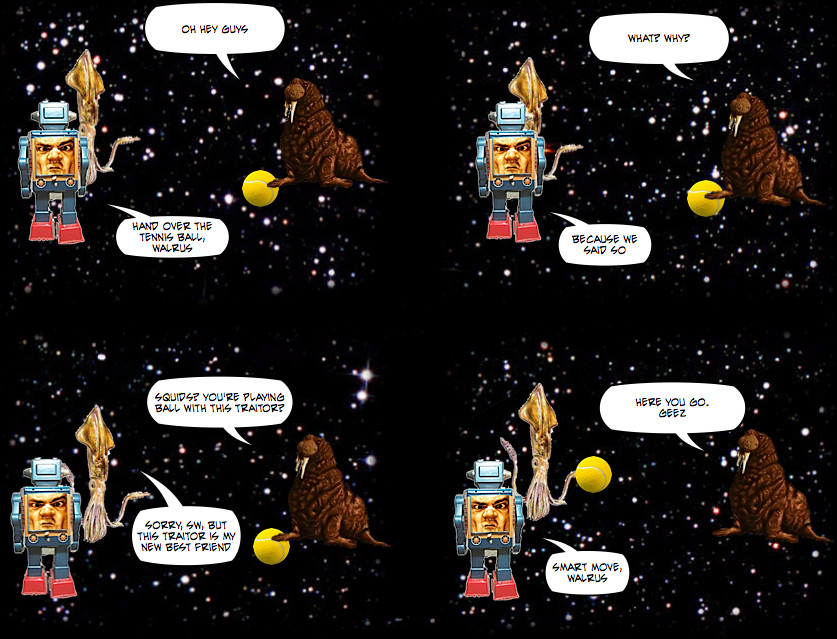 OH HEY GUYS
HAND OVER THE
TENNIS BALL,
WALRUS
WHAT? WHY?
BECAUSE WE
SAID SO
SQUIDS? YOU'RE PLAYING
BALL WITH THIS TRAITOR?
SORRY, SW, BUT
THIS TRAITOR IS MY
NEW BEST FRIEND
HERE YOU GO.
GEEZ
SMART MOVE,
WALRUS